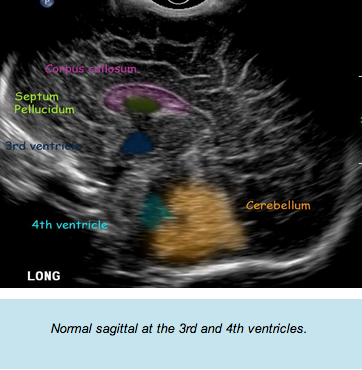 P
Corpus callosum
Septum
Pellucidum
3rd ventricle
Cerebellum
4th ventricle
LONG
Normal sagittal at the 3rd and 4th ventricles.